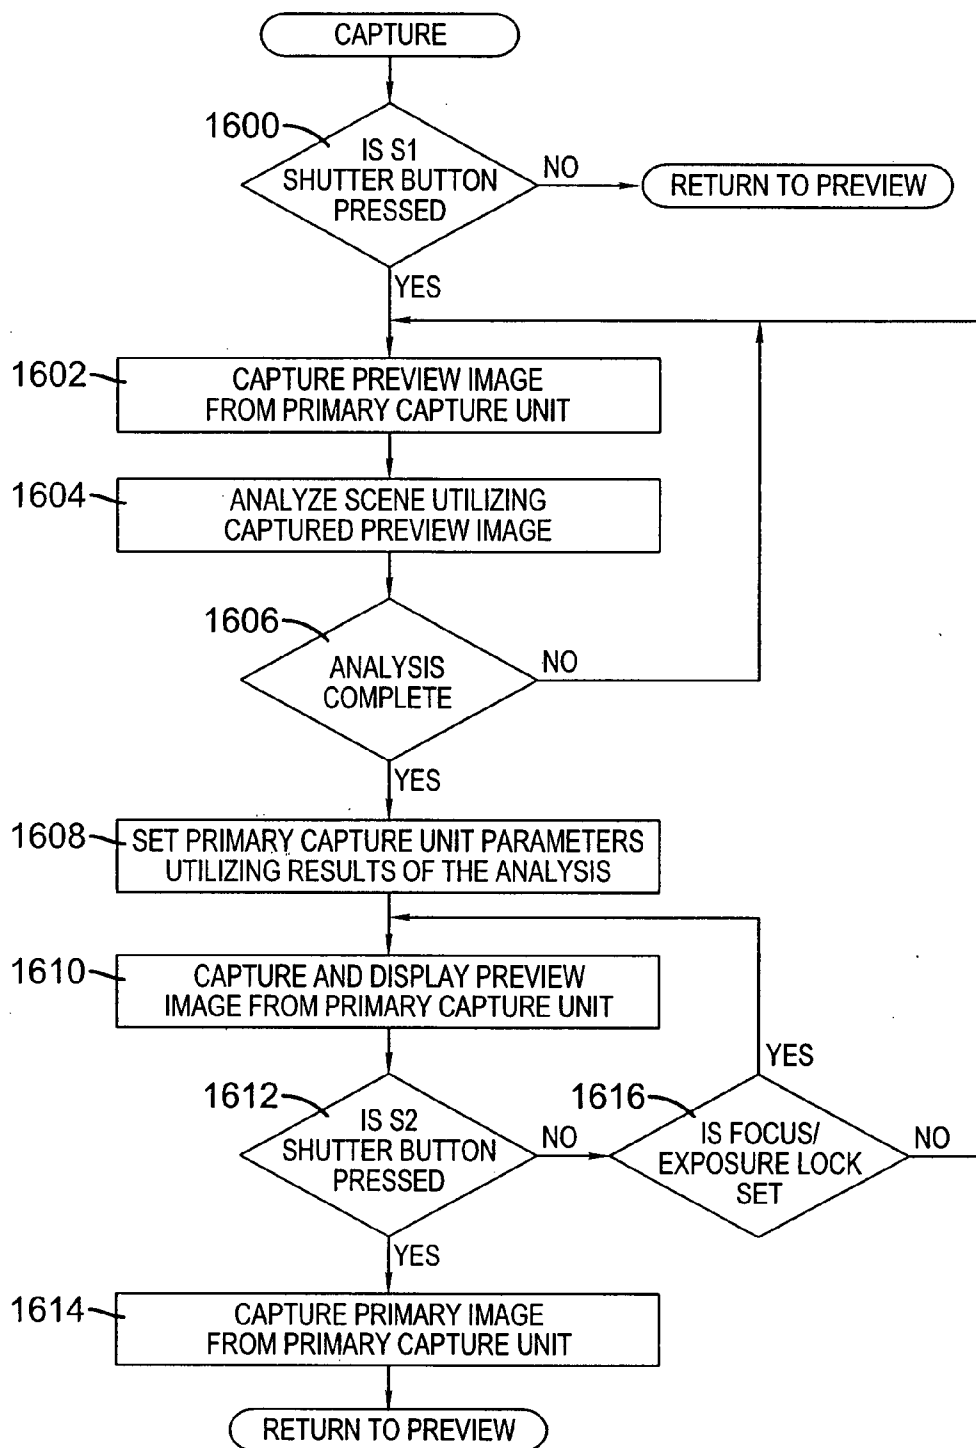 CAPTURE
1600
IS S1
SHUTTER BUTTON
PRESSED
NO
RETURN TO PREVIEW
YES
1602
CAPTURE PREVIEW IMAGE
FROM PRIMARY CAPTURE UNIT
1604
ANALYZE SCENE UTILIZING
CAPTURED PREVIEW IMAGE
1606
ANALYSIS
COMPLETE
NO
YES
1608
SET PRIMARY CAPTURE UNIT PARAMETERS
UTILIZING RESULTS OF THE ANALYSIS
1610
CAPTURE AND DISPLAY PREVIEW
IMAGE FROM PRIMARY CAPTURE UNIT
1612
IS S2
SHUTTER BUTTON
PRESSED
NO
YES
1616
IS FOCUS/
EXPOSURE LOCK
SET
YES
NO
1614
CAPTURE PRIMARY IMAGE
FROM PRIMARY CAPTURE UNIT
RETURN TO PREVIEW